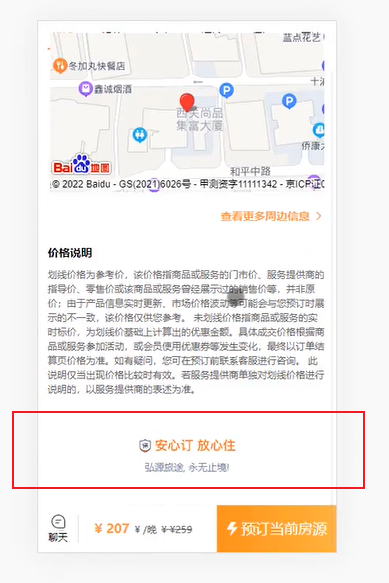 蓝点花艺
冬加丸快餐店
鑫诚烟酒
西美尚品
集富大厦
侨康
和平中路
Bai du 地图
© 2022 Baidu - GS(2021)6026号 - 甲测资字11111342 - 京ICP证0
查看更多周边信息 >
价格说明
划线价格为参考价，该价格指商品或服务的门市价、服务提供商的
指导价、零售价或该商品或服务曾经展示过的销售价等，并非原
价；由于产品信息实时更新、市场价格波动等可能会与您预订时展
示的不一致，该价格仅供您参考。 未划线价格指商品或服务的实
时标价，为划线价基础上计算出的优惠金额。具体成交价格根据商
品或服务参加活动，或会员使用优惠券等发生变化，最终以订单结
算页价格为准。如有疑问，您可在预订前联系客服进行咨询。 此
说明仅当出现价格比较时有效。若服务提供商单独对划线价格进行
说明的，以服务提供商的表述为准。
安心订 放心住
弘源旅途, 永无止境!
聊天
¥ 207 ¥ /晚 ¥ ¥259
预订当前房源